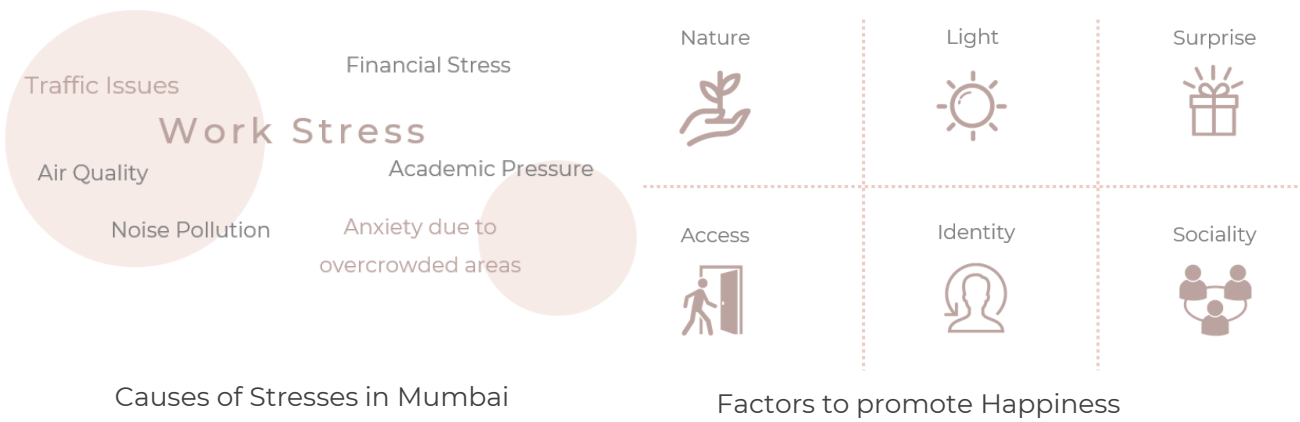 Traffic Issues
Financial Stress
Work Stress
Air Quality
Academic Pressure
Noise Pollution
Anxiety due to
overcrowded areas
Causes of Stresses in Mumbai
Nature
Light
Surprise
Access
Identity
Sociality
Factors to promote Happiness